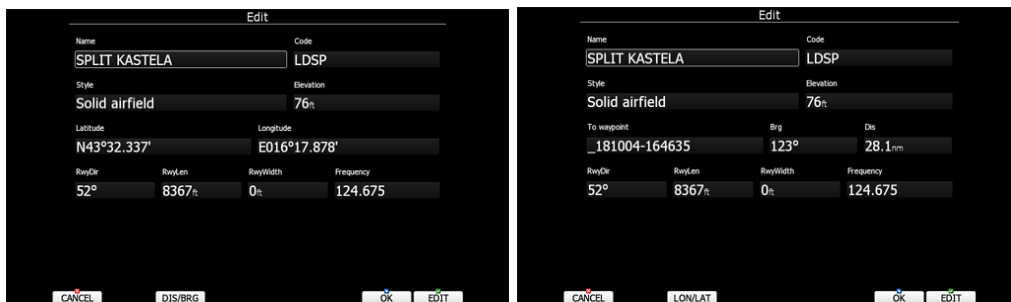 Edit
Name Code
SPLIT KASTELA LDSP
Style Elevation
Solid airfield 76ft
Latitude Longitude
N43°32.337' E016°17.878'
RwyDir RwyLen RwyWidth Frequency
52° 8367ft 0ft 124.675
CANCEL DIS/BRG OK EDIT
Edit
Name Code
SPLIT KASTELA LDSP
Style Elevation
Solid airfield 76ft
To waypoint Brg Dis
_181004-164635 123° 28.1nm
RwyDir RwyLen RwyWidth Frequency
52° 8367ft 0ft 124.675
CANCEL LON/LAT OK EDIT